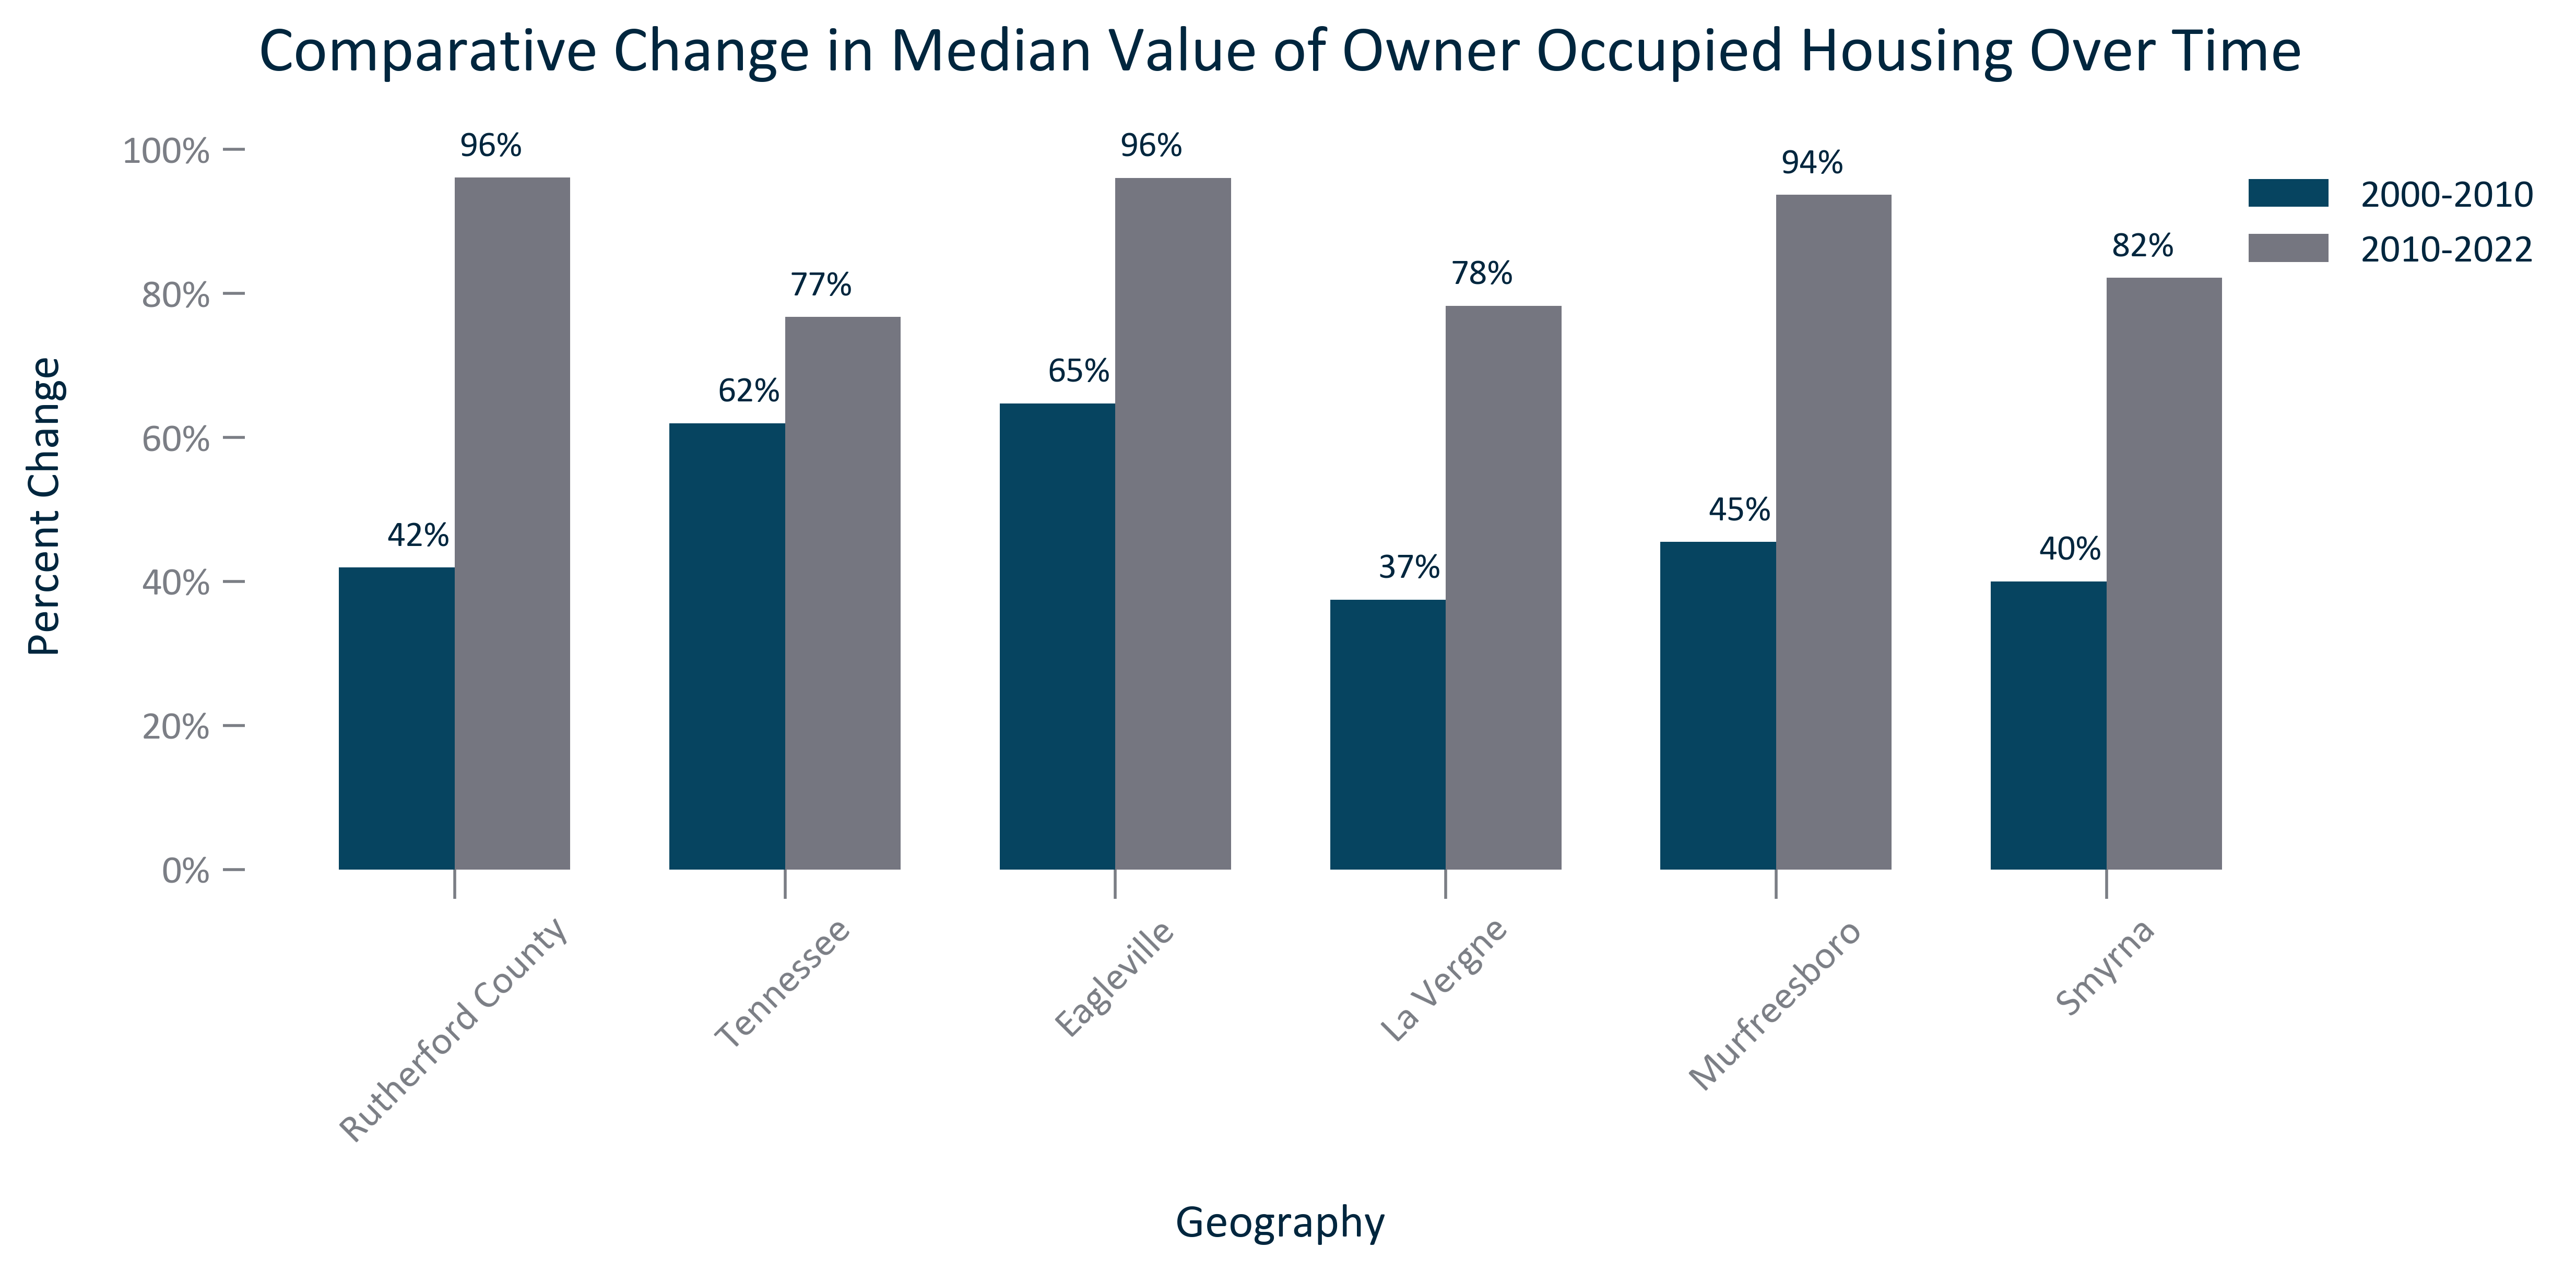 Comparative Change in Median Value of Owner Occupied Housing Over Time
Percent Change
100%
80%
60%
40%
20%
0%
42%
96%
62%
77%
65%
96%
37%
78%
45%
94%
40%
82%
2000-2010
2010-2022
Rutherford County
Tennessee
Eagleville
La Vergne
Murfreesboro
Smyrna
Geography